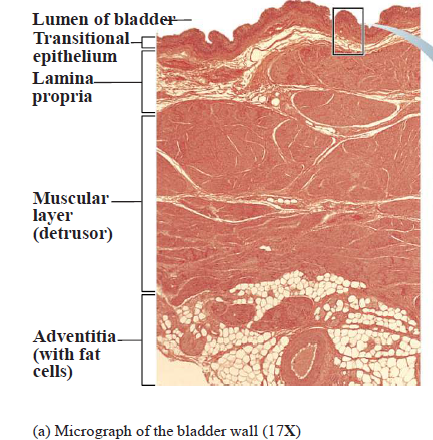 Lumen of bladder
Transitional
epithelium
Lamina
propria
Muscular
layer
(detrusor)
Adventitia
(with fat
cells)
(a) Micrograph of the bladder wall (17X)